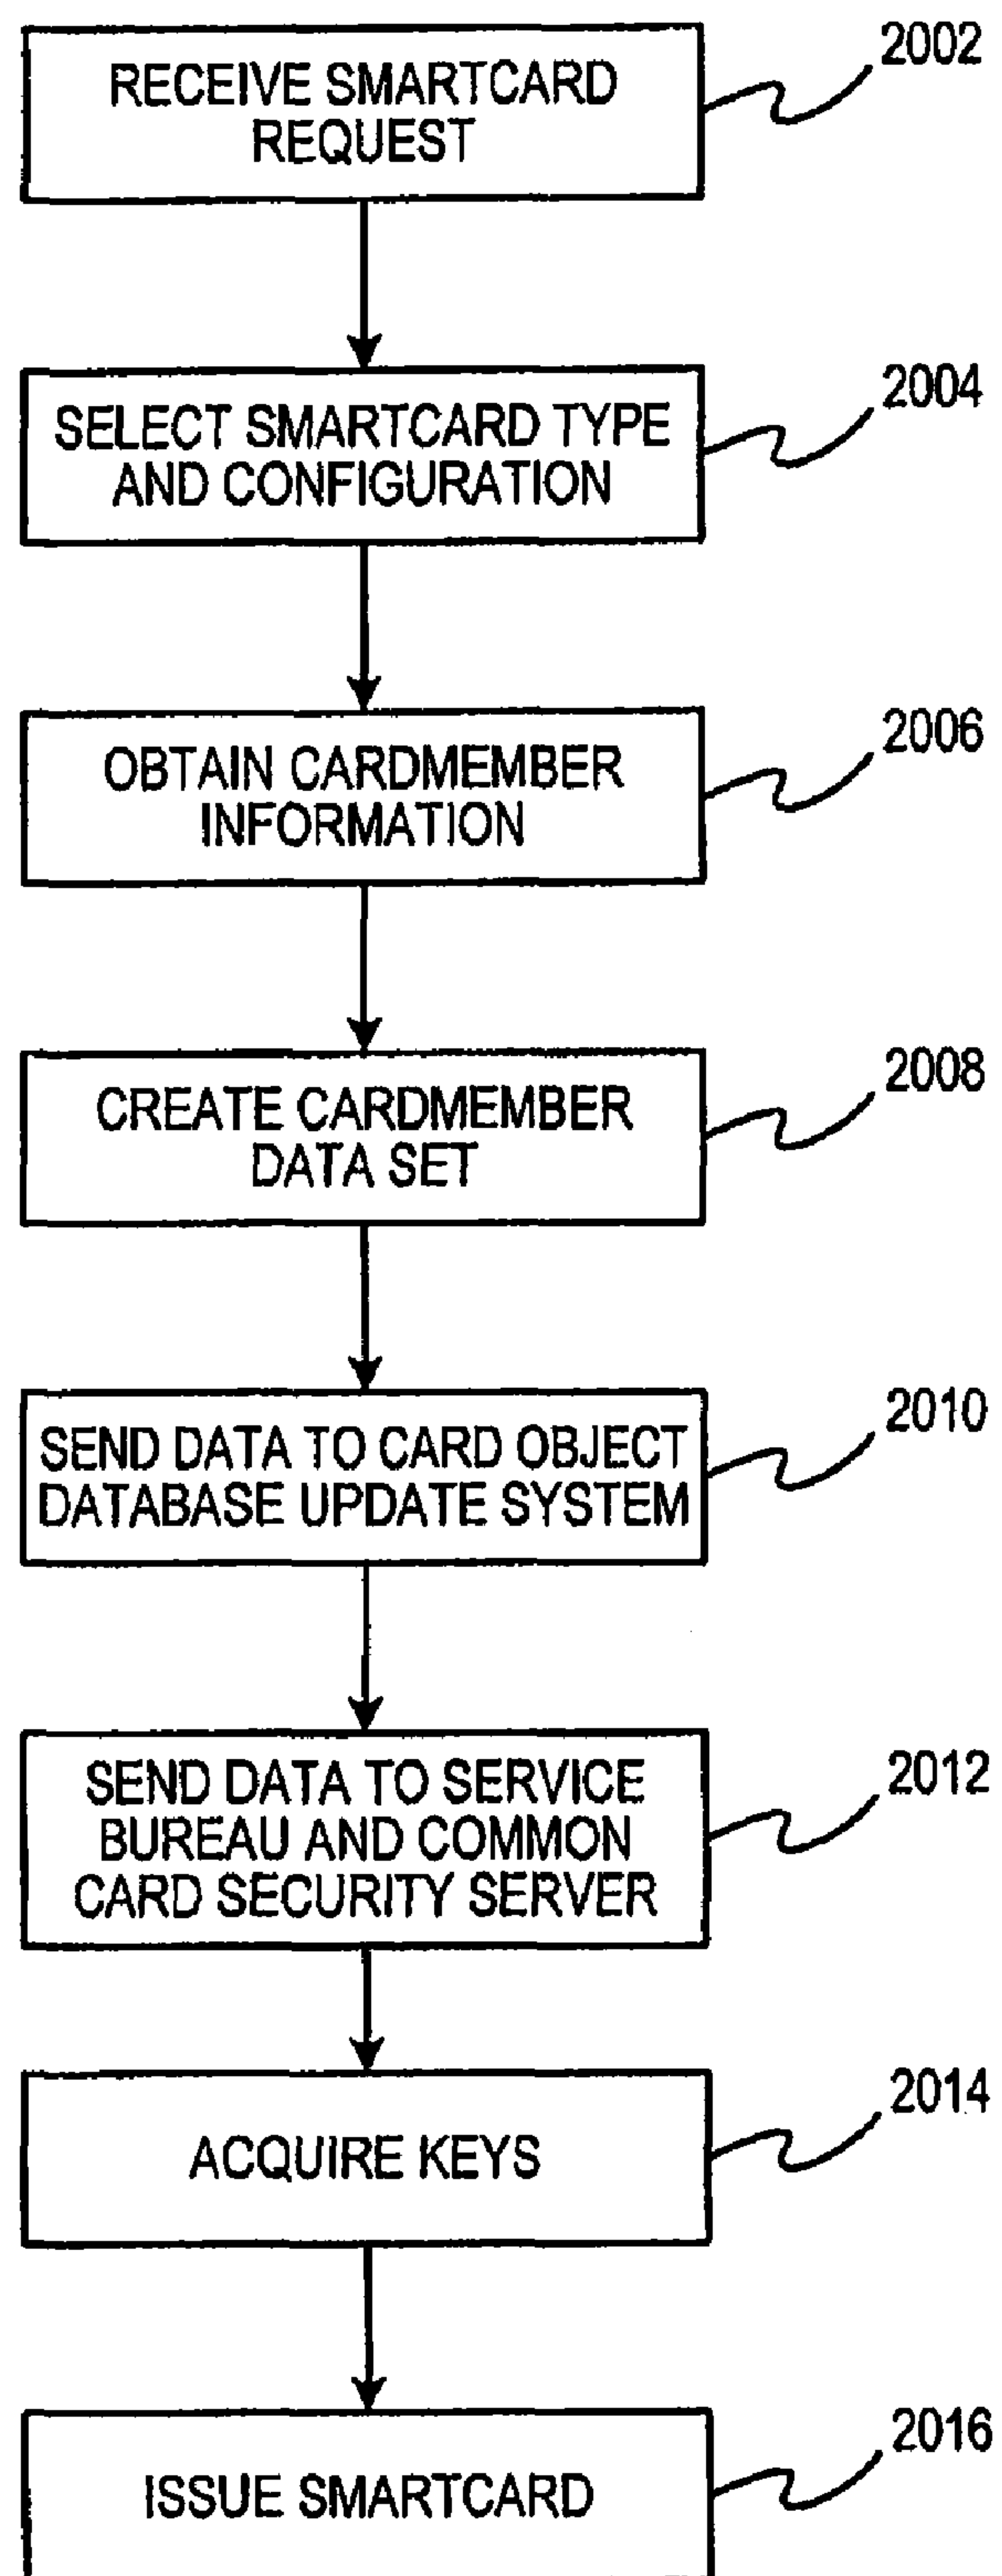 RECEIVE SMARTCARD
REQUEST
2002
SELECT SMARTCARD TYPE
AND CONFIGURATION
2004
OBTAIN CARDMEMBER
INFORMATION
2006
CREATE CARDMEMBER
DATA SET
2008
SEND DATA TO CARD OBJECT
DATABASE UPDATE SYSTEM
2010
SEND DATA TO SERVICE
BUREAU AND COMMON
CARD SECURITY SERVER
2012
ACQUIRE KEYS
2014
ISSUE SMARTCARD
2016